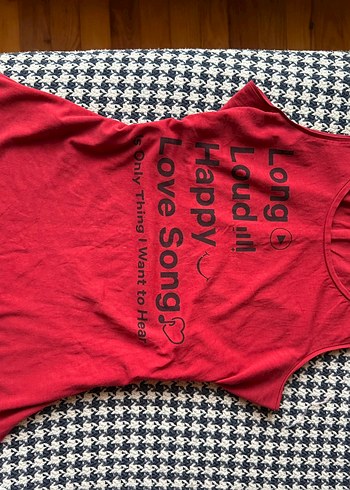 Long
Loud
Happy
Love Song
Only Thing I Want to Hear